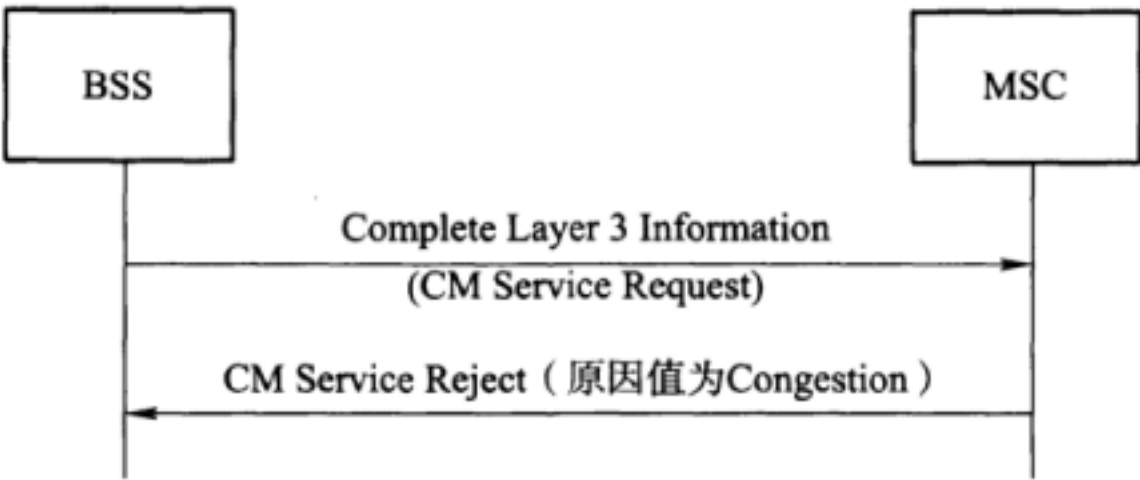 BSS
MSC
Complete Layer 3 Information
(CM Service Request)
CM Service Reject（原因值为Congestion）